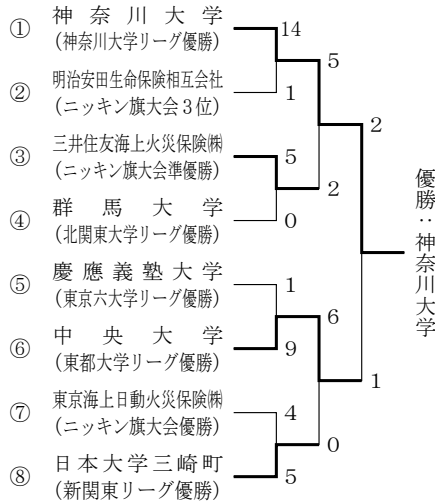 ① 神奈川大学
(神奈川大学リーグ優勝)
14
② 明治安田生命保険相互会社
(ニッキン旗大会3位)
1
5
③ 三井住友海上火災保険㈱
(ニッキン旗大会準優勝)
5
④ 群馬大学
(北関東大学リーグ優勝)
0
2
2
⑤ 慶應義塾大学
(東京六大学リーグ優勝)
1
⑥ 中央大学
(東都大学リーグ優勝)
9
6
⑦ 東京海上日動火災保険㈱
(ニッキン旗大会優勝)
4
⑧ 日本大学三崎町
(新関東リーグ優勝)
5
0
1
優勝：神奈川大学